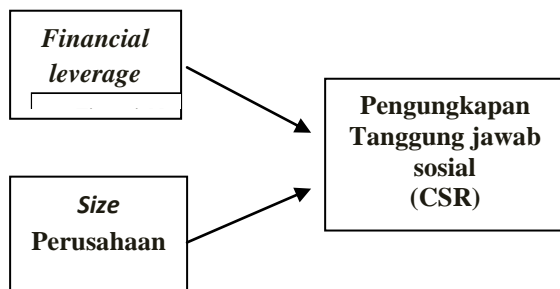 Financial
leverage
Pengungkapan
Tanggung jawab
sosial
(CSR)
Size
Perusahaan